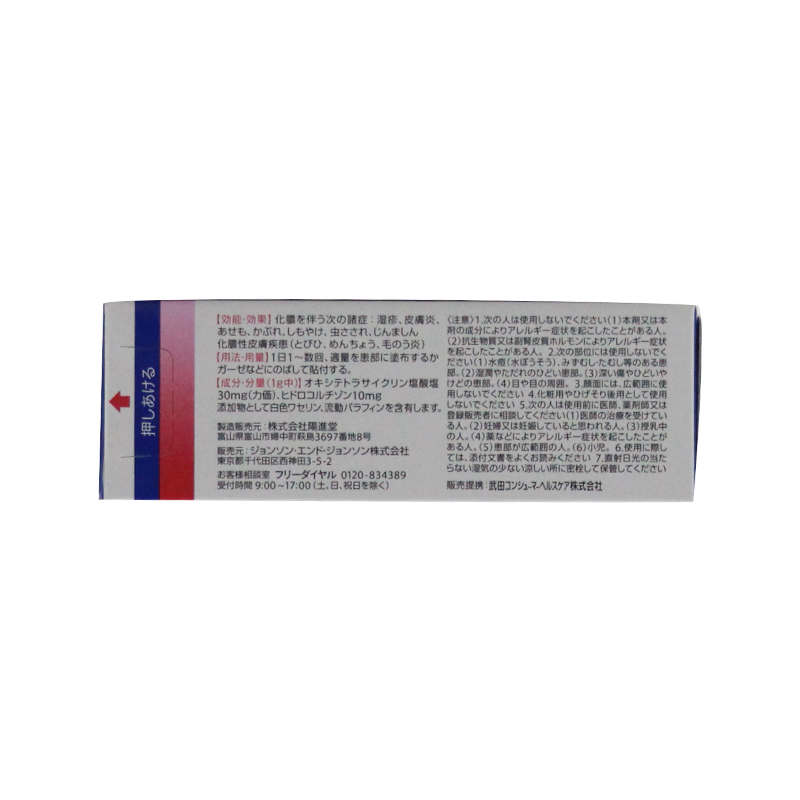 押しあける
【効能・効果】化膿を伴う次の諸症：湿疹、皮膚炎、
あせも、かぶれ、しもやけ、虫さされ、じんましん
化膿性皮膚疾患(とびひ、めんちょう、毛のう炎)
【用法・用量】1日1～数回、適量を患部に塗布するか
ガーゼなどにのばして貼付する。
【成分・分量(1g中)】オキシテトラサイクリン塩酸塩
30mg(力価)、ヒドロコルチゾン10mg
添加物として白色ワセリン、流動パラフィンを含有します。
製造販売元：株式会社陽進堂
富山県富山市婦中町萩島3697番地8号
販売元：ジョンソン・エンド・ジョンソン株式会社
東京都千代田区西神田3-5-2
お客様相談室 フリーダイヤル 0120-834389
受付時間 9:00～17:00(土、日、祝日を除く)
〈注意〉1.次の人は使用しないでください(1)本剤又は本
剤の成分によりアレルギー症状を起こしたことがある人。
(2)抗生物質又は副腎皮質ホルモンによりアレルギー症状
を起こしたことがある人。2.次の部位には使用しないでく
ださい(1)水痘(水ぼうそう)、みずむし・たむし等のある患
部。(2)湿潤やただれのひどい患部。(3)深い傷やひどいや
けどの患部。(4)目や目の周囲。3.顔面には、広範囲に使
用しないでください 4.化粧用やひげそり後用として使用
しないでください 5.次の人は使用前に医師、薬剤師又は
登録販売者に相談してください(1)医師の治療を受けてい
る人。(2)妊婦又は妊娠していると思われる人。(3)授乳中
の人。(4)薬などによりアレルギー症状を起こしたことが
ある人。(5)患部が広範囲の人。(6)小児。6.使用に際し
ては、添付文書をよくお読みください 7.直射日光の当た
らない湿気の少ない涼しい所に密栓して保管してください
販売提携：武田コンシューマーヘルスケア株式会社